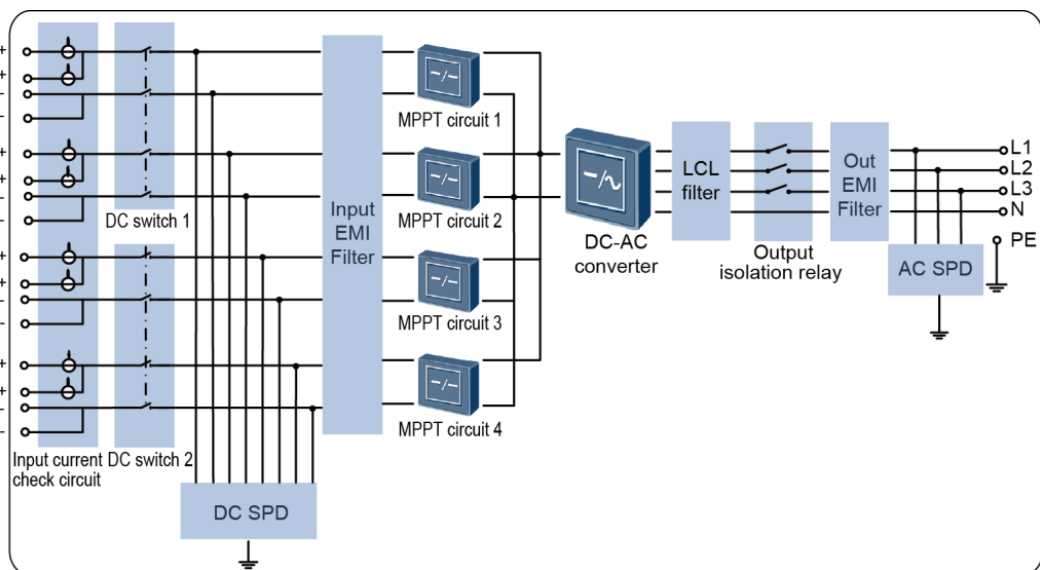 +
+
-
-
+
+
-
-
+
+
-
-
+
+
-
-
Input current
check circuit
DC switch 1
DC switch 2
DC SPD
Input
EMI
Filter
MPPT circuit 1
MPPT circuit 2
MPPT circuit 3
MPPT circuit 4
DC-AC
converter
LCL
filter
Output
isolation relay
Out
EMI
Filter
L1
L2
L3
N
PE
AC SPD